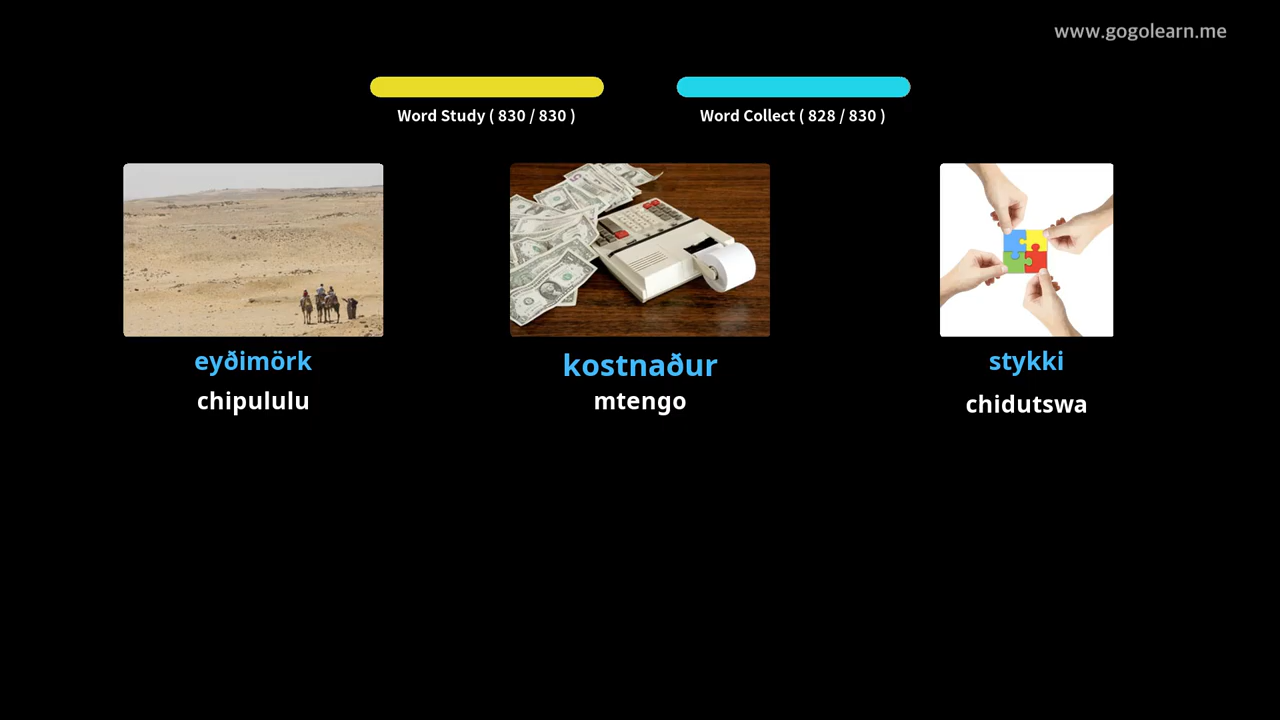 www.gogolearn.me
Word Study ( 830 / 830 )
Word Collect ( 828 / 830 )
eyðimörk
kostnaður
stykki
chipululu
mtengo
chidutswa